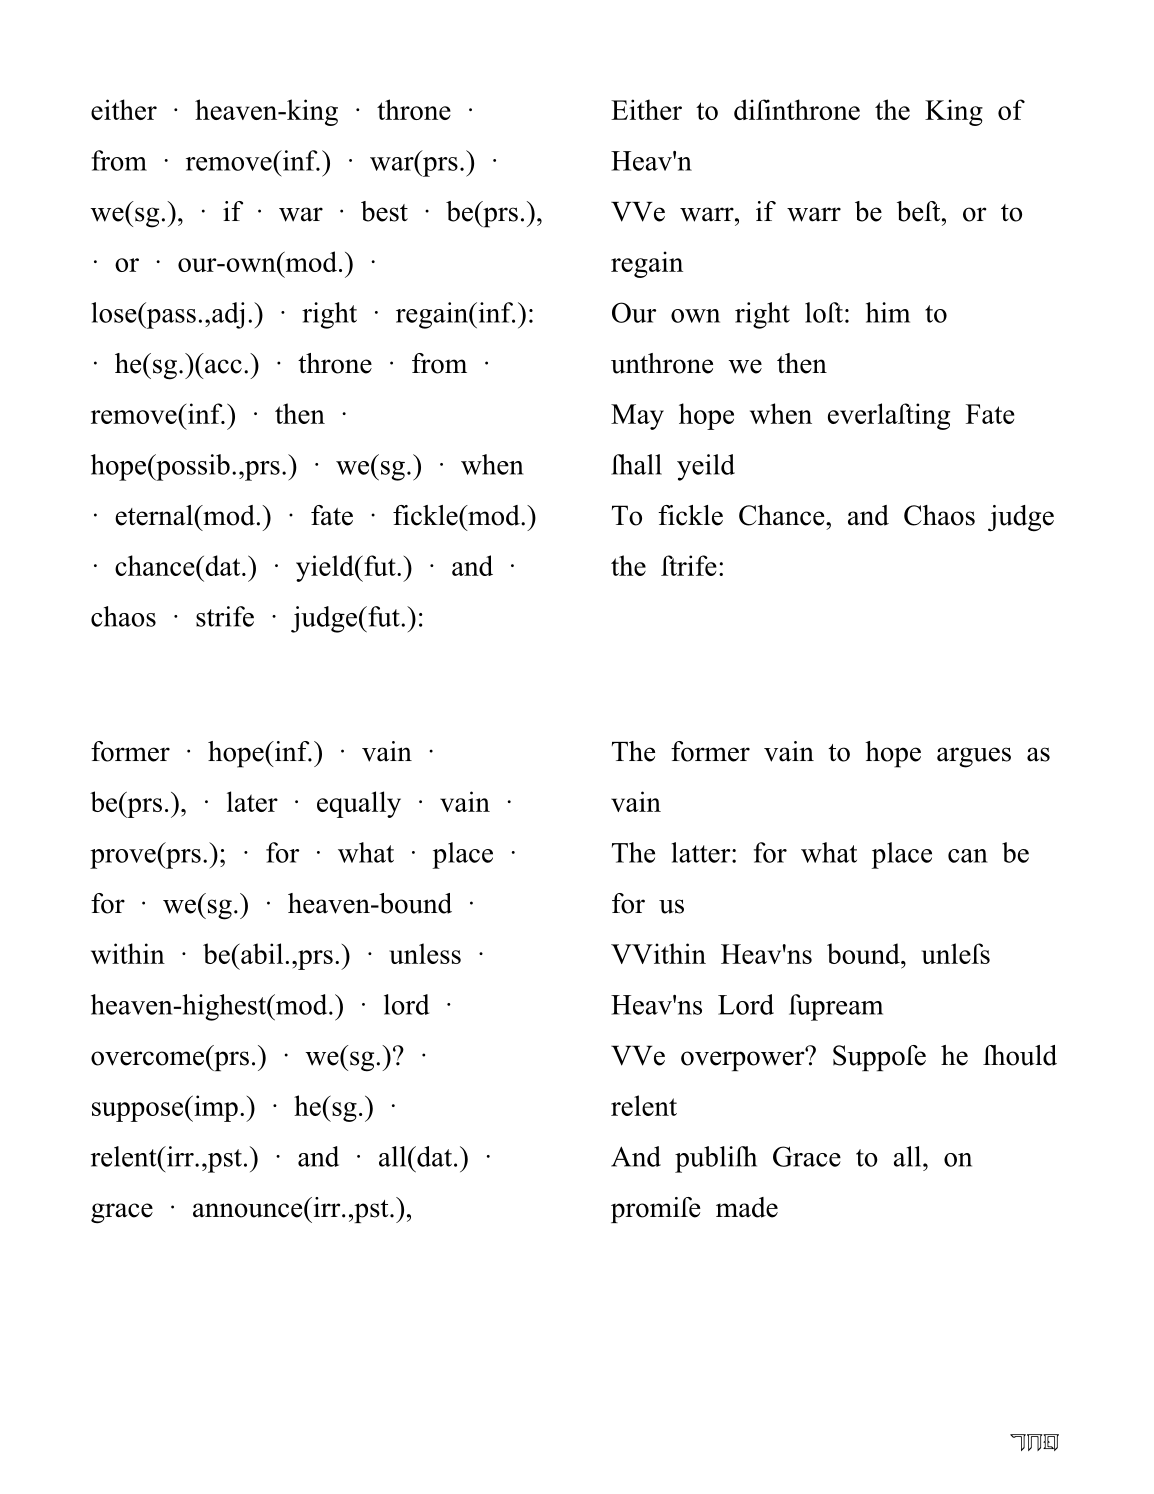 either · heaven-king · throne ·
from · remove(inf.) · war(prs.) ·
we(sg.), · if · war · best · be(prs.),
· or · our-own(mod.) ·
lose(pass.,adj.) · right · regain(inf.):
· he(sg.)(acc.) · throne · from ·
remove(inf.) · then ·
hope(possib.,prs.) · we(sg.) · when
· eternal(mod.) · fate · fickle(mod.)
· chance(dat.) · yield(fut.) · and ·
chaos · strife · judge(fut.):
Either to diſinthrone the King of
Heav'n
VVe warr, if warr be beſt, or to
regain
Our own right loſt: him to
unthrone we then
May hope when everlaſting Fate
ſhall yeild
To fickle Chance, and Chaos judge
the ſtrife:
former · hope(inf.) · vain ·
be(prs.), · later · equally · vain ·
prove(prs.); · for · what · place ·
for · we(sg.) · heaven-bound ·
within · be(abil.,prs.) · unless ·
heaven-highest(mod.) · lord ·
overcome(prs.) · we(sg.)? ·
suppose(imp.) · he(sg.) ·
relent(irr.,pst.) · and · all(dat.) ·
grace · announce(irr.,pst.),
The former vain to hope argues as
vain
The latter: for what place can be
for us
VVithin Heav'ns bound, unleſs
Heav'ns Lord ſupream
VVe overpower? Suppoſe he ſhould
relent
And publiſh Grace to all, on
promiſe made